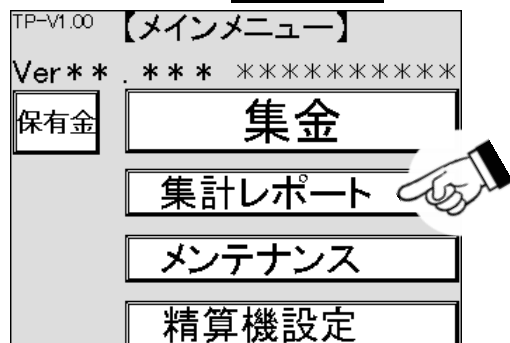 TP-V1.00 【メインメニュー】
Ver**.*** **********
保有金
集金
集計レポート
メンテナンス
精算機設定